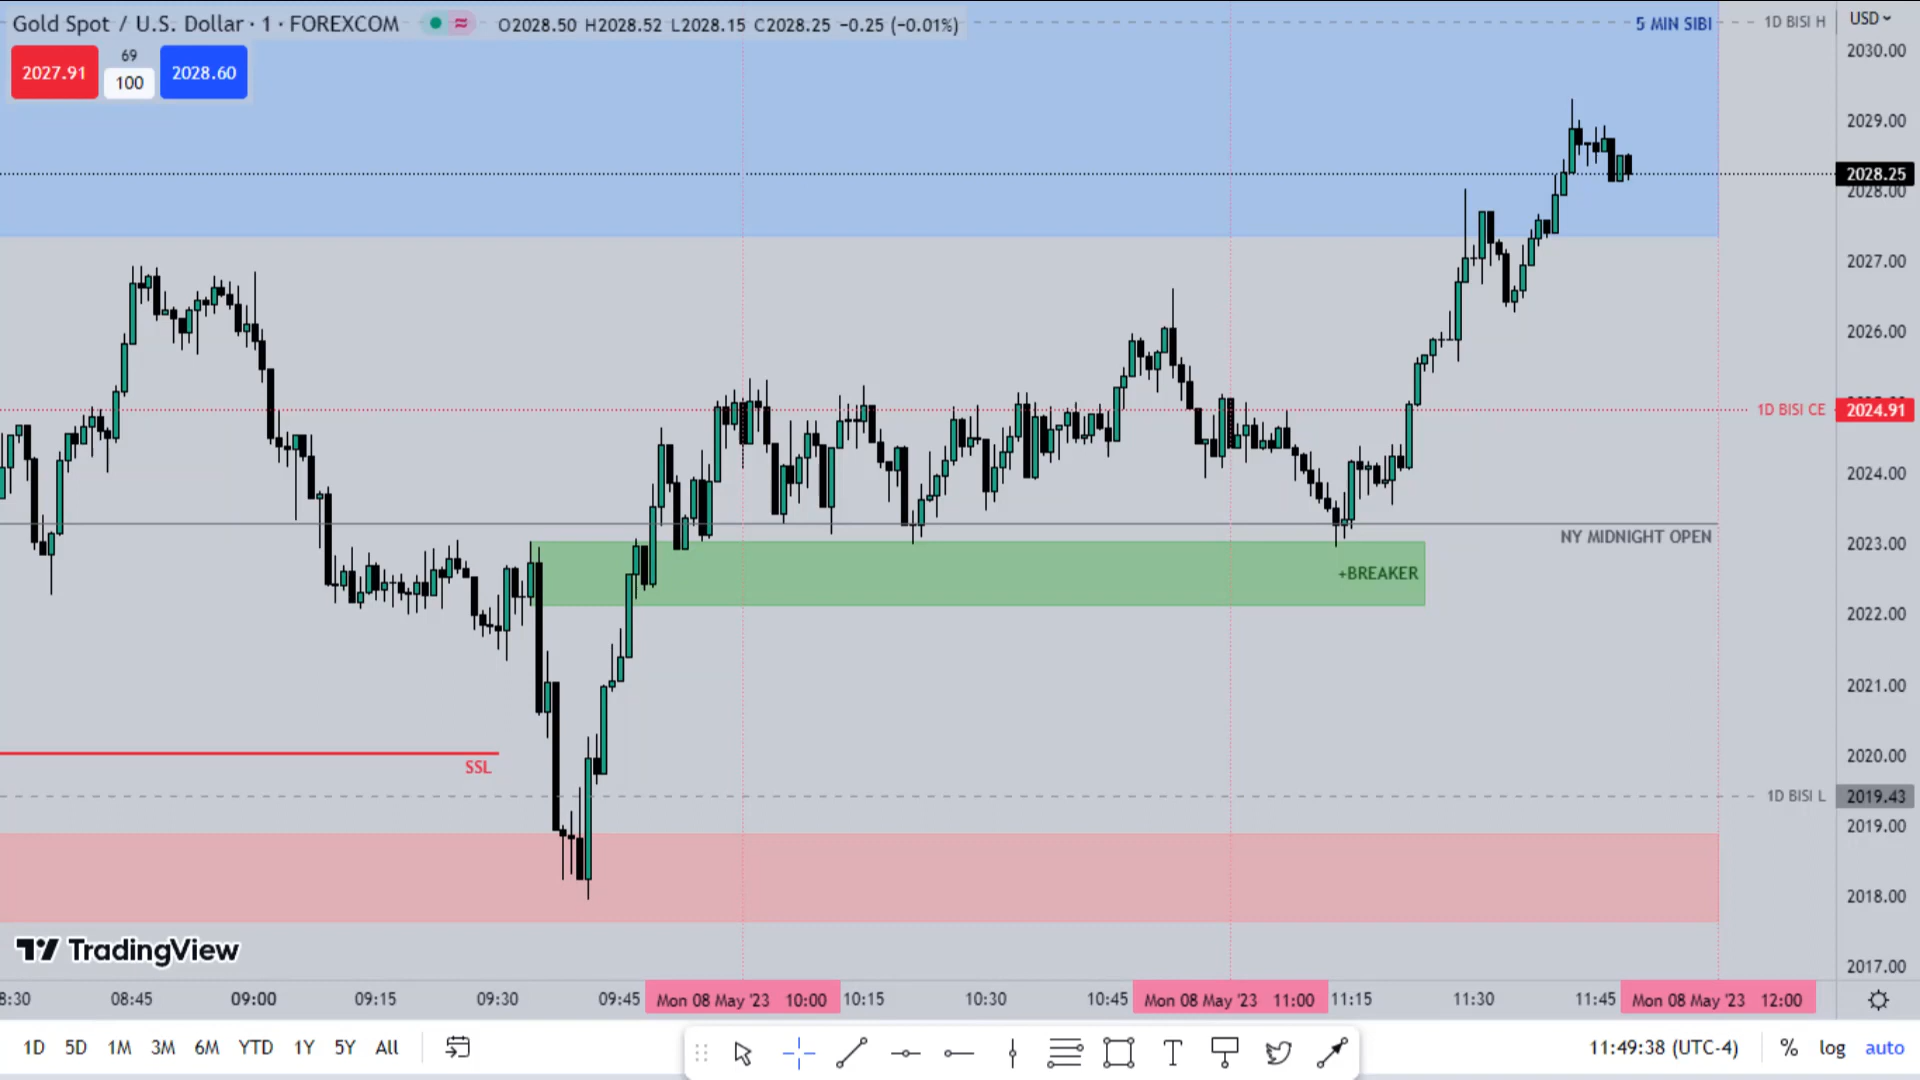 Gold Spot / U.S. Dollar · 1 · FOREXCOM O2028.50 H2028.52 L2028.15 C2028.25 −0.25 (−0.01%)
5 MIN SIBI
1D BISI H
USD
2027.91
69
100
2028.60
2030.00
2029.00
2028.25
2028.00
2027.00
2026.00
1D BISI CE
2024.91
2024.00
NY MIDNIGHT OPEN
2023.00
+BREAKER
2022.00
2021.00
2020.00
SSL
1D BISI L
2019.43
2019.00
2018.00
TradingView
2017.00
8:30 08:45 09:00 09:15 09:30 09:45 Mon 08 May '23 10:00 10:15 10:30 10:45 Mon 08 May '23 11:00 11:15 11:30 11:45 Mon 08 May '23 12:00
1D 5D 1M 3M 6M YTD 1Y 5Y All
11:49:38 (UTC-4) % log auto